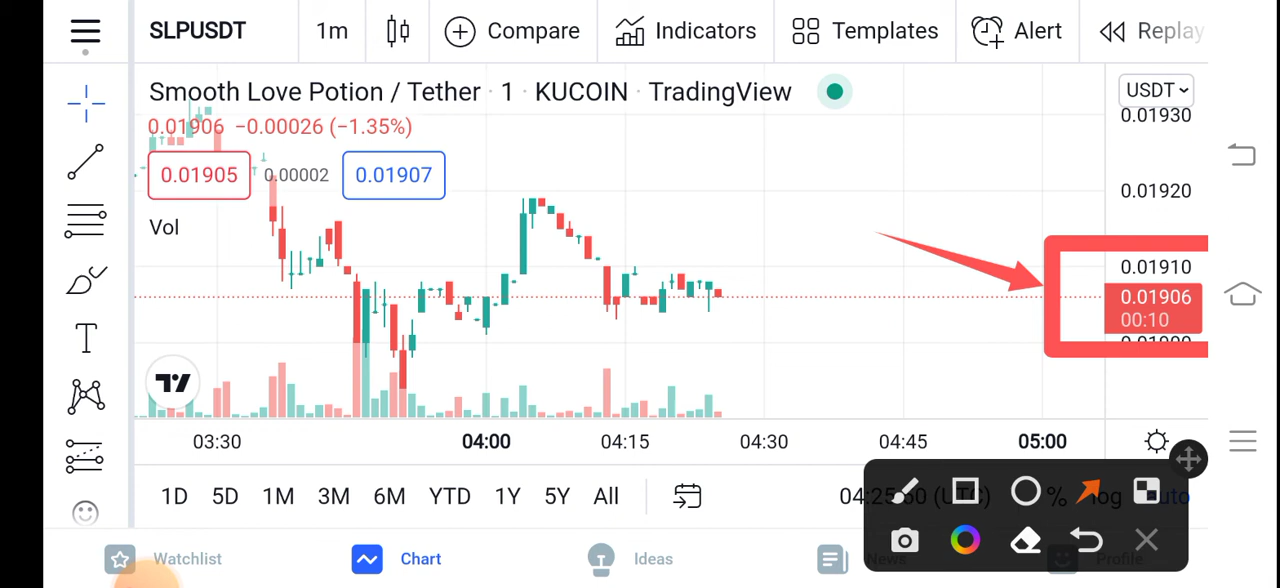 SLPUSDT 1m Compare Indicators Templates Alert Replay
Smooth Love Potion / Tether · 1 · KUCOIN · TradingView
USDT
0.01906 −0.00026 (−1.35%)
0.01905 0.00002 0.01907
Vol
0.01930
0.01920
0.01910
0.01906
00:10
03:30 04:00 04:15 04:30 04:45 05:00
1D 5D 1M 3M 6M YTD 1Y 5Y All
% log
Watchlist Chart Ideas News Profile